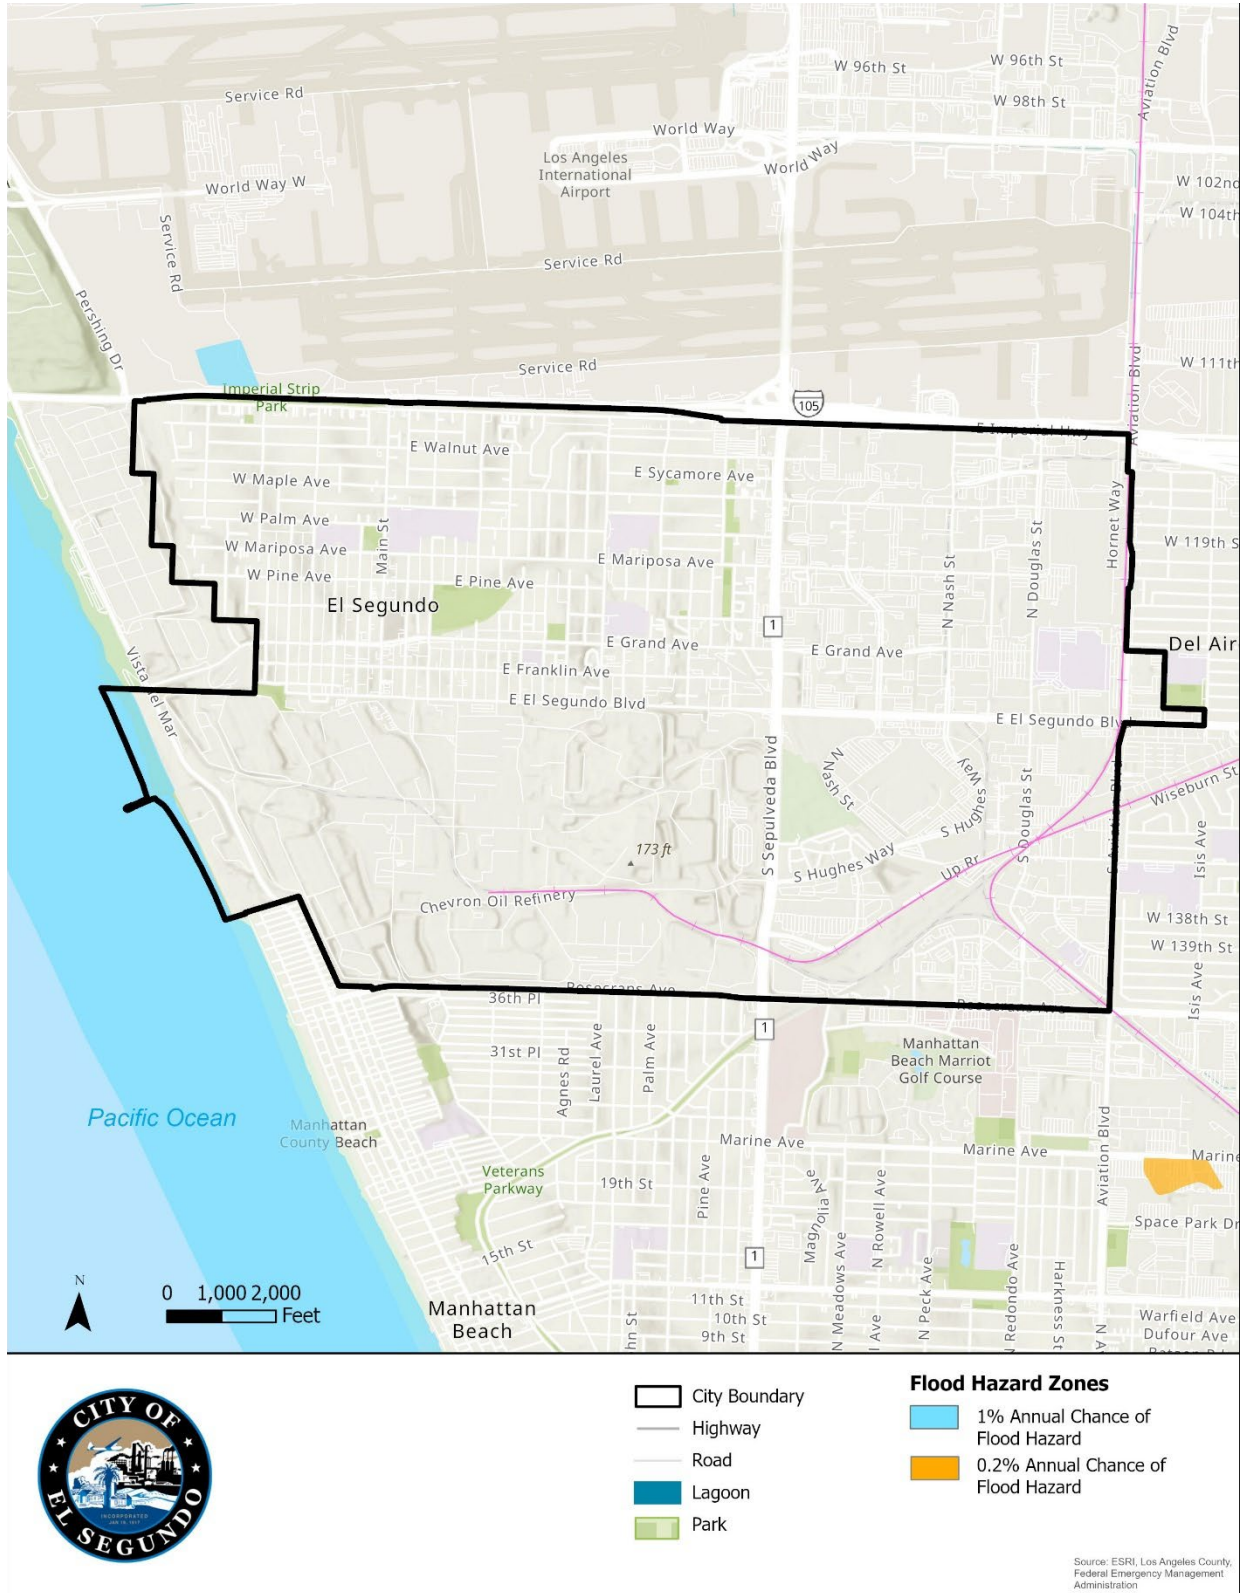 W 96th St
W 96th St
Aviation Blvd
Service Rd
W 98th St
World Way
World Way
Los Angeles
International
Airport
W 102nd
World Way W
W 104th
Service Rd
Service Rd
Pershing Dr
Service Rd
Aviation Blvd
W 111th
Imperial Strip
Park
105
E Imperial Hwy
E Walnut Ave
E Sycamore Ave
W Maple Ave
Hornet Way
W Palm Ave
Main St
N Douglas St
W 119th S
W Mariposa Ave
E Mariposa Ave
N Nash St
W Pine Ave
E Pine Ave
El Segundo
1
E Grand Ave
E Grand Ave
Del Air
Vista del Mar
E Franklin Ave
E El Segundo Blvd
E El Segundo Blvd
S Sepulveda Blvd
N Nash St
S Hughes Way
S Douglas St
S Aviation Blvd
Wiseburn St
173 ft
S Hughes Way
Up Rr
Isis Ave
Chevron Oil Refinery
W 138th St
W 139th St
Isis Ave
Rosecrans Ave
36th Pl
Rosecrans Ave
1
31st Pl
Agnes Rd
Laurel Ave
Palm Ave
Manhattan
Beach Marriot
Golf Course
Pacific Ocean
Manhattan
County Beach
Marine Ave
Marine Ave
Aviation Blvd
Marine
Veterans
Parkway
19th St
Pine Ave
Magnolia Ave
N Rowell Ave
Space Park Dr
15th St
1
N Meadows Ave
N Peck Ave
N Redondo Ave
Harkness St
N
0 1,000 2,000
Feet
Manhattan
Beach
11th St
10th St
9th St
hn St
l Ave
N A
Warfield Ave
Dufour Ave
CITY OF
EL SEGUNDO
INCORPORATED
JAN 18, 1917
City Boundary
Highway
Road
Lagoon
Park
Flood Hazard Zones
1% Annual Chance of
Flood Hazard
0.2% Annual Chance of
Flood Hazard
Source: ESRI, Los Angeles County,
Federal Emergency Management
Administration